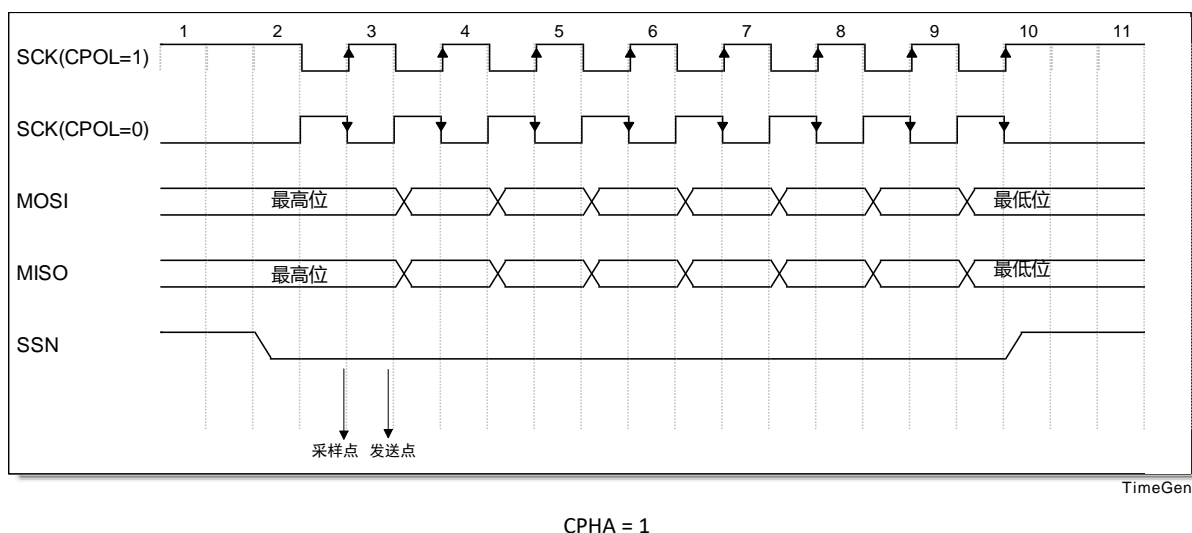 1 2 3 4 5 6 7 8 9 10 11
SCK(CPOL=1)
SCK(CPOL=0)
MOSI 最高位 最低位
MISO 最高位 最低位
SSN
采样点 发送点
TimeGen
CPHA = 1